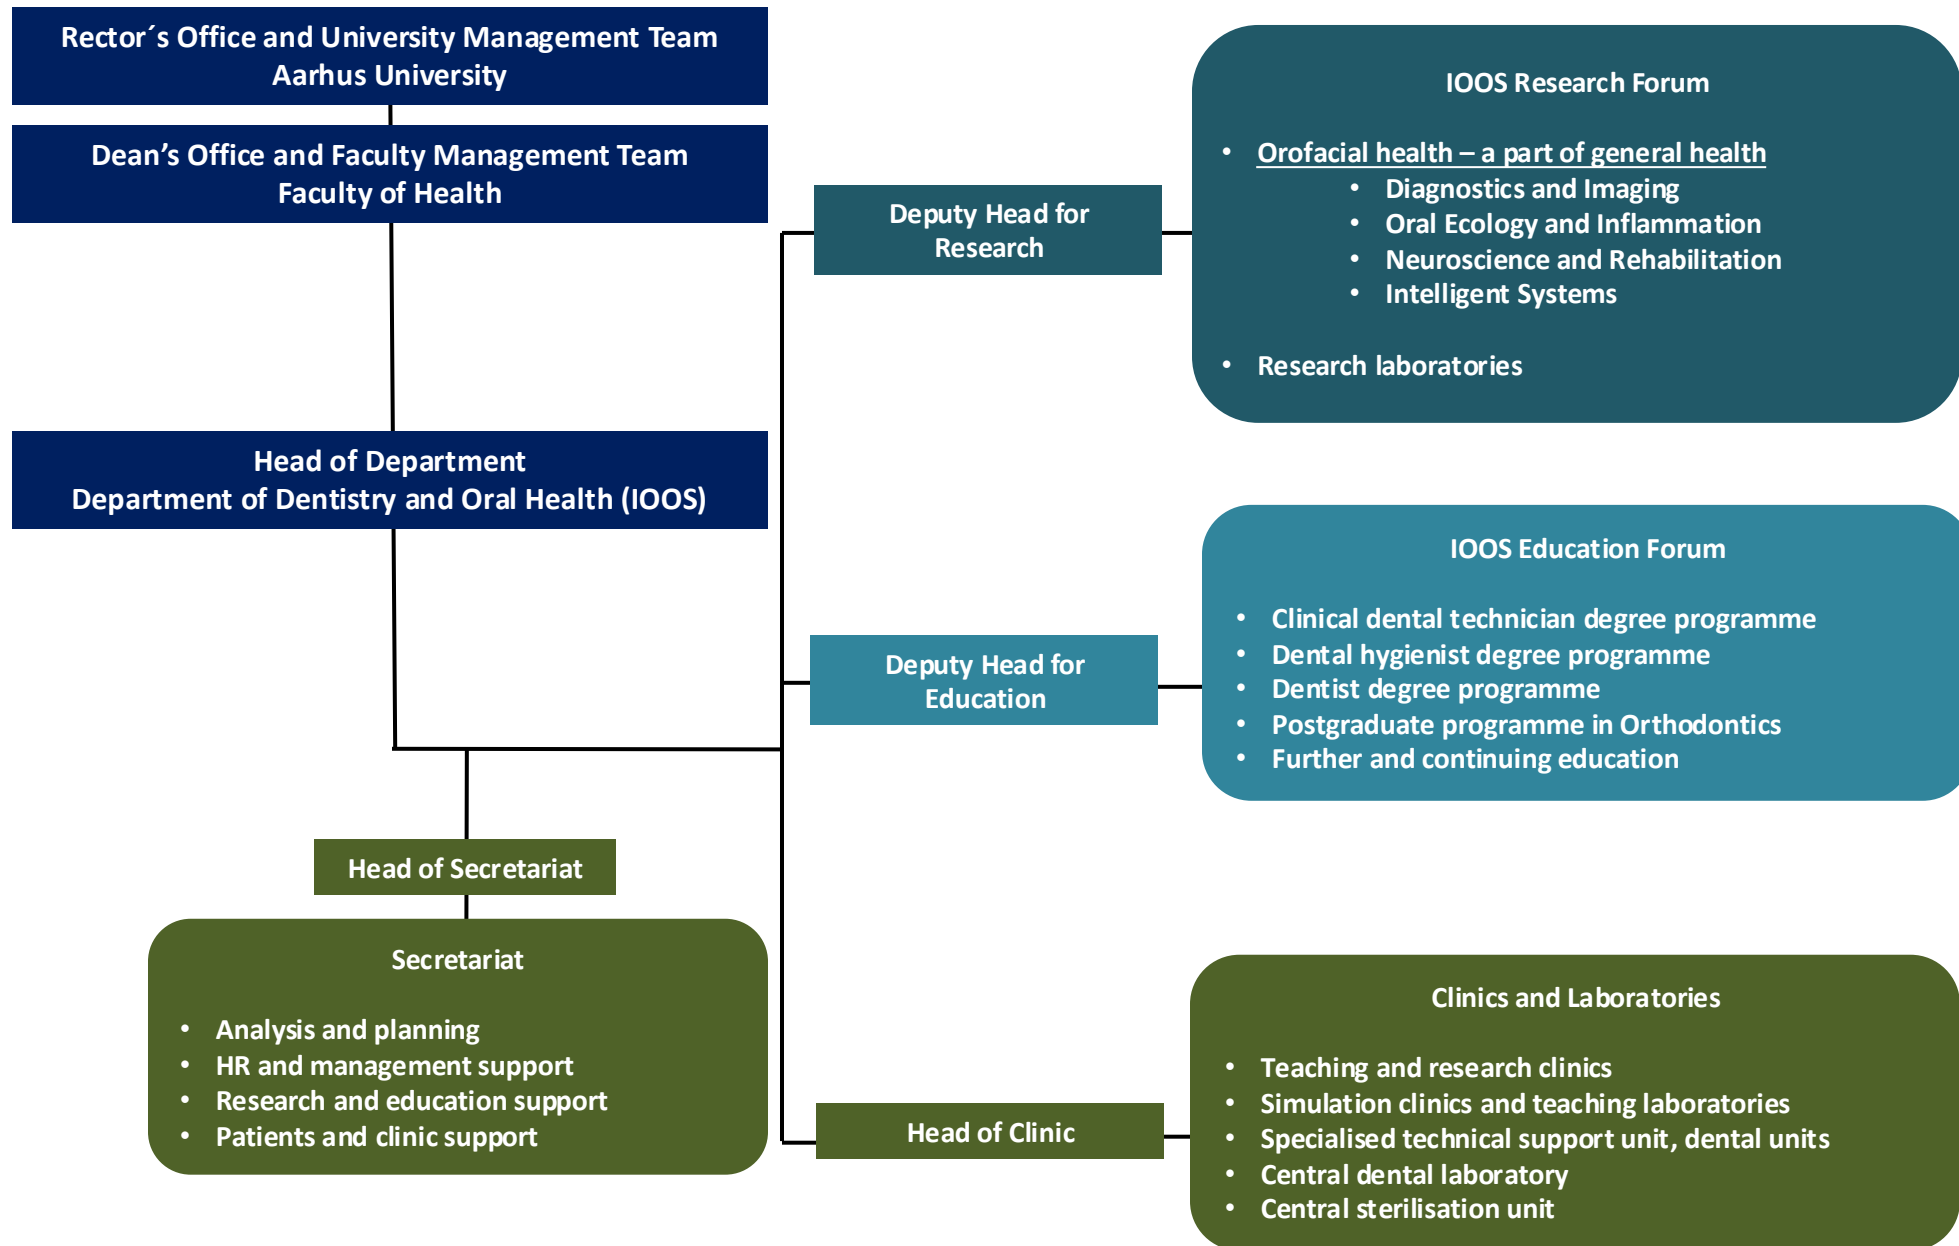 Rector´s Office and University Management Team
Aarhus University
Dean’s Office and Faculty Management Team
Faculty of Health
Head of Department
Department of Dentistry and Oral Health (IOOS)
Head of Secretariat
Secretariat
• Analysis and planning
• HR and management support
• Research and education support
• Patients and clinic support
Deputy Head for
Research
IOOS Research Forum
• Orofacial health – a part of general health
• Diagnostics and Imaging
• Oral Ecology and Inflammation
• Neuroscience and Rehabilitation
• Intelligent Systems
• Research laboratories
Deputy Head for
Education
IOOS Education Forum
• Clinical dental technician degree programme
• Dental hygienist degree programme
• Dentist degree programme
• Postgraduate programme in Orthodontics
• Further and continuing education
Head of Clinic
Clinics and Laboratories
• Teaching and research clinics
• Simulation clinics and teaching laboratories
• Specialised technical support unit, dental units
• Central dental laboratory
• Central sterilisation unit